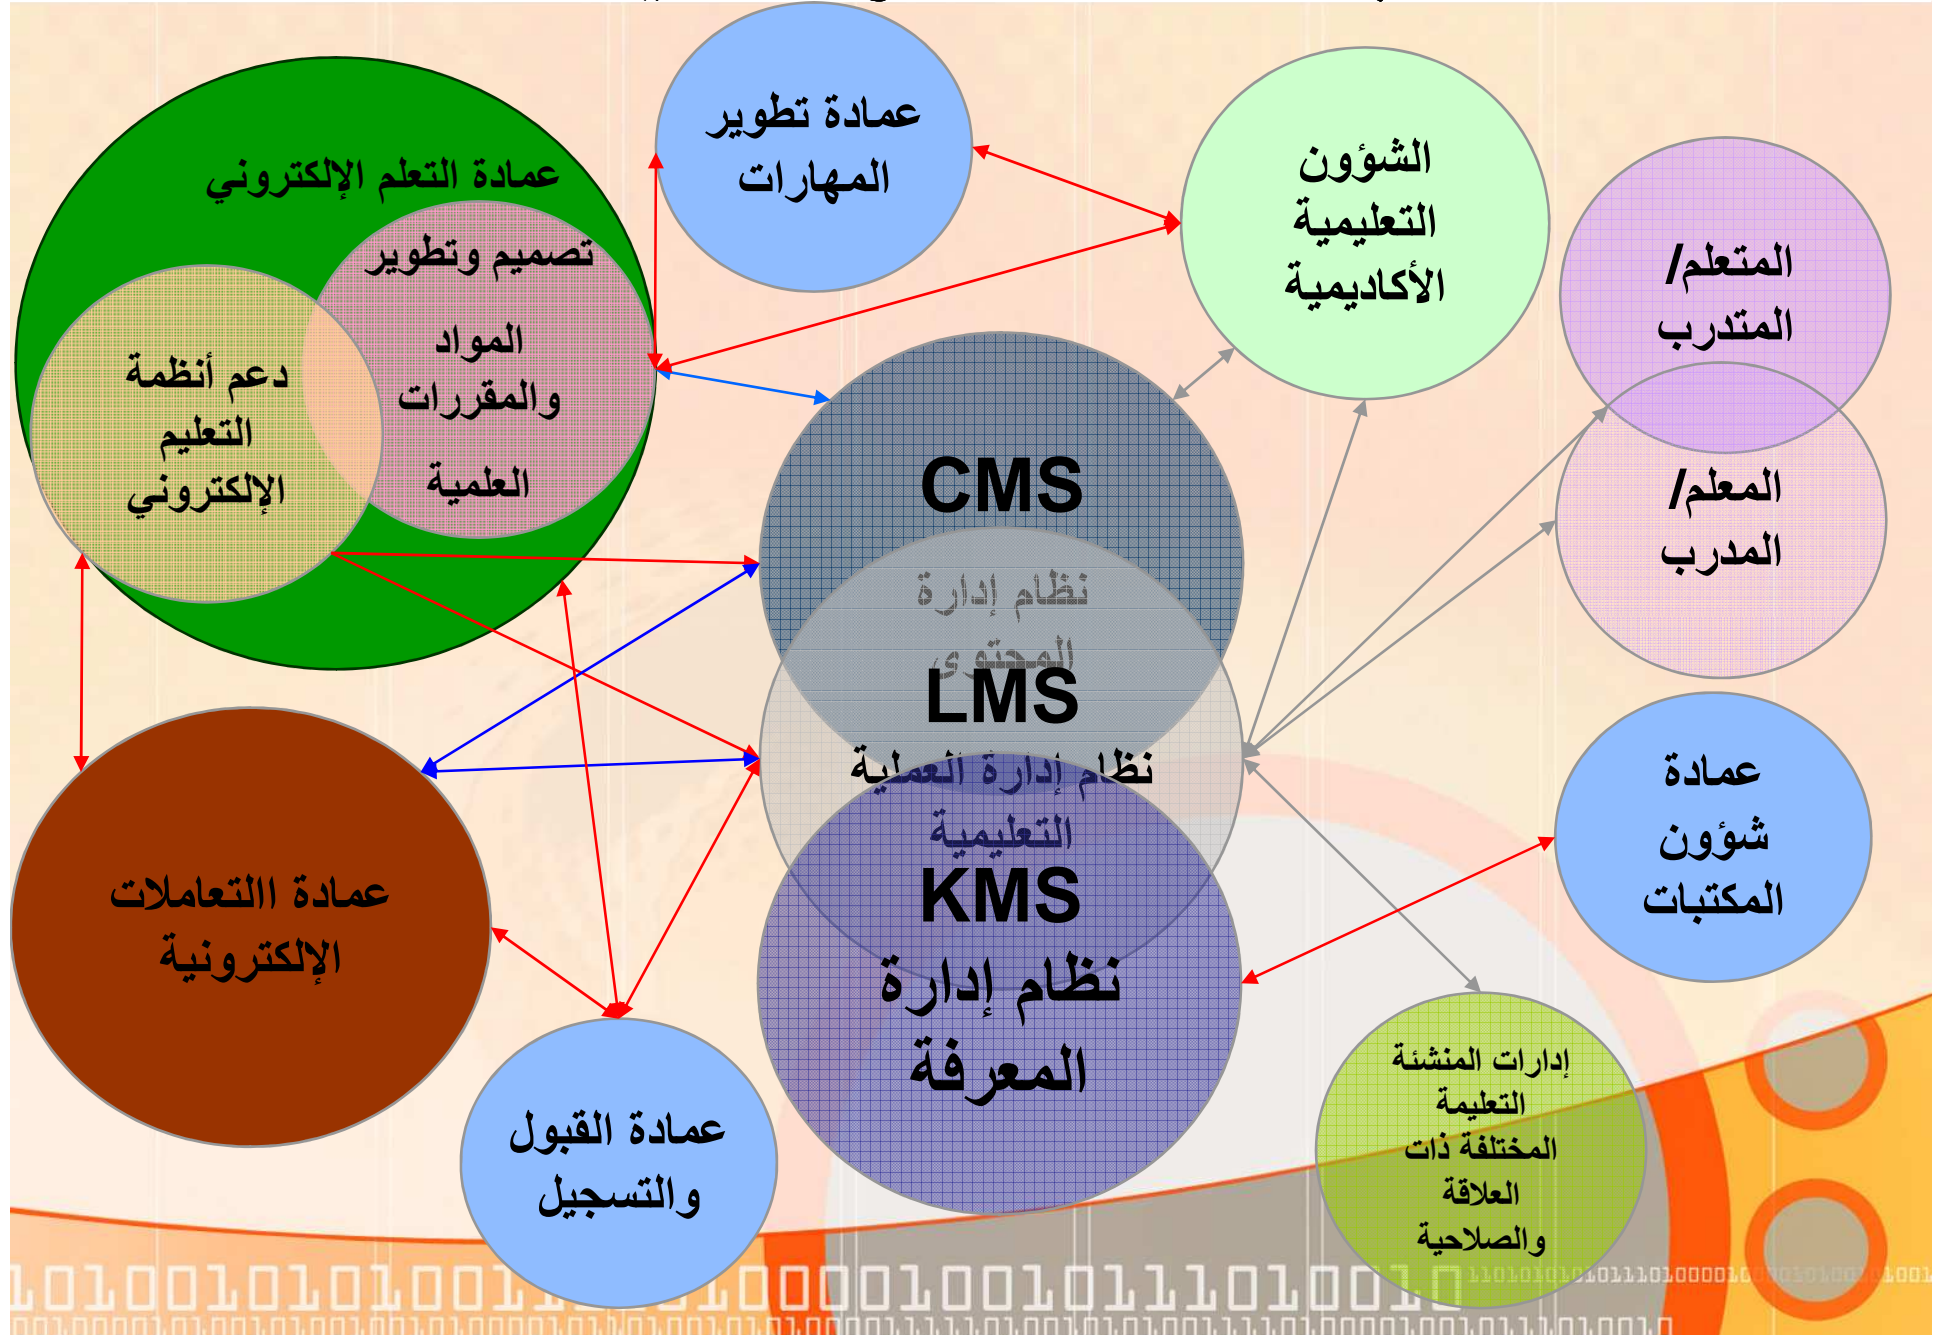 عمادة تطوير
المهارات
الشؤون
التعليمية
الأكاديمية
عمادة التعلم الإلكتروني
تصميم وتطوير
المواد
والمقررات
العلمية
دعم أنظمة
التعليم
الإلكتروني
المتعلم/
المتدرب
المعلم/
المدرب
CMS
نظام إدارة
المحتوى
LMS
نظام إدارة العملية
التعليمية
KMS
نظام إدارة
المعرفة
عمادة
شؤون
المكتبات
عمادة االتعاملات
الإلكترونية
عمادة القبول
والتسجيل
إدارات المنشئة
التعليمة
المختلفة ذات
العلاقة
والصلاحية